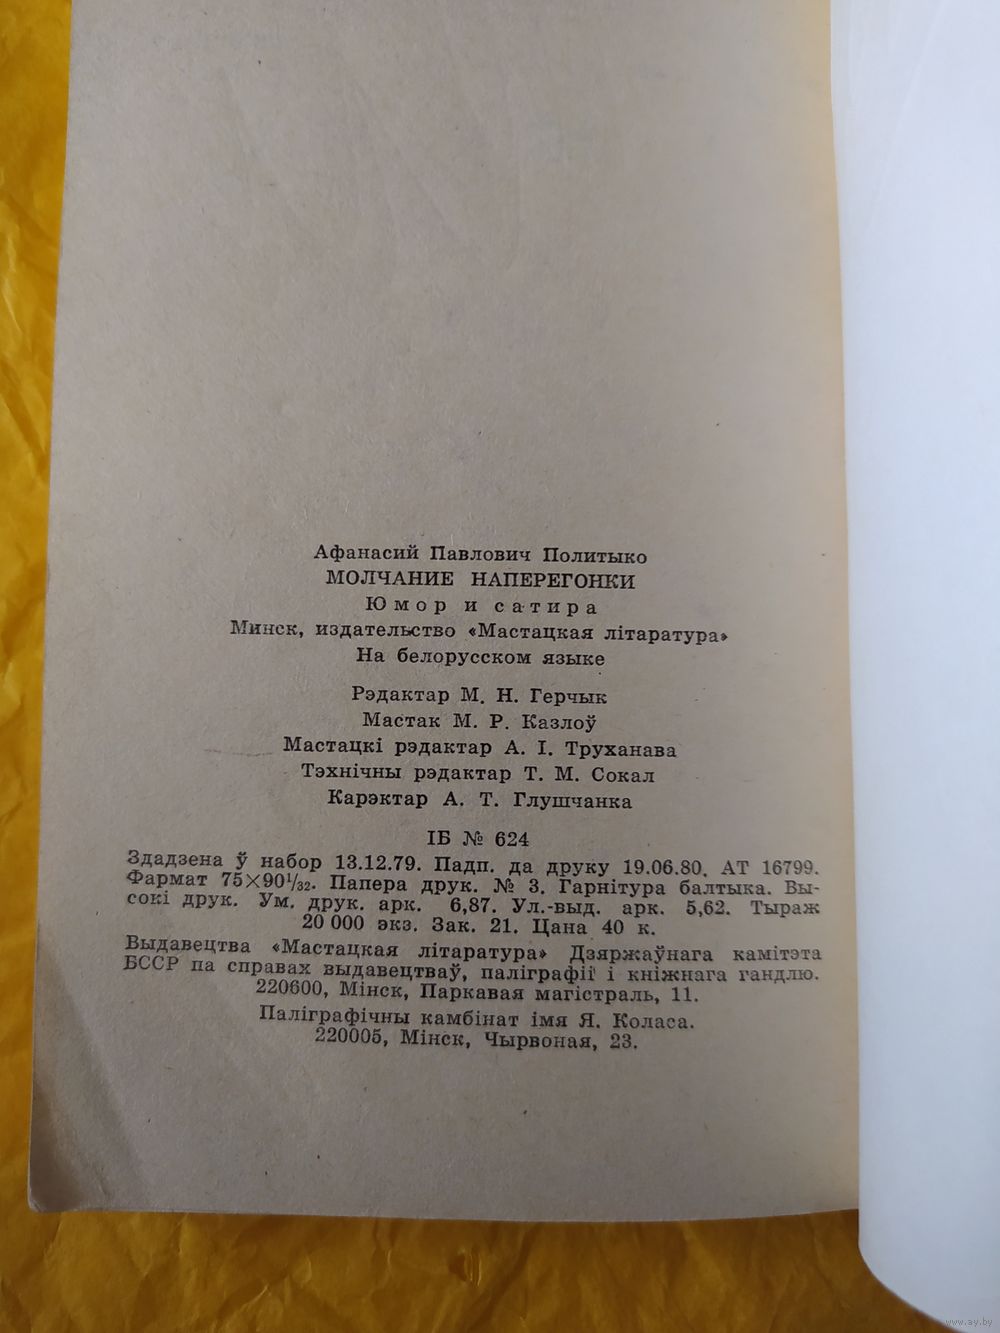 Афанасий Павлович Политыко
МОЛЧАНИЕ НАПЕРЕГОНКИ
Юмор и сатира
Минск, издательство «Мастацкая літаратура»
На белорусском языке
Рэдактар М. Н. Герчык
Мастак М. Р. Казлоў
Мастацкі рэдактар А. І. Труханава
Тэхнічны рэдактар Т. М. Сокал
Карэктар А. Т. Глушчанка
ІБ № 624
Здадзена ў набор 13.12.79. Падп. да друку 19.06.80. АТ 16799.
Фармат 75×90¹/₃₂. Папера друк. № 3. Гарнітура балтыка. Вы-
сокі друк. Ум. друк. арк. 6,87. Ул.-выд. арк. 5,62. Тыраж
20 000 экз. Зак. 21. Цана 40 к.
Выдавецтва «Мастацкая літаратура» Дзяржаўнага камітэта
БССР па справах выдавецтваў, паліграфіі і кніжнага гандлю.
220600, Мінск, Паркавая магістраль, 11.
Паліграфічны камбінат імя Я. Коласа.
220005, Мінск, Чырвоная, 23.
www.ay.by